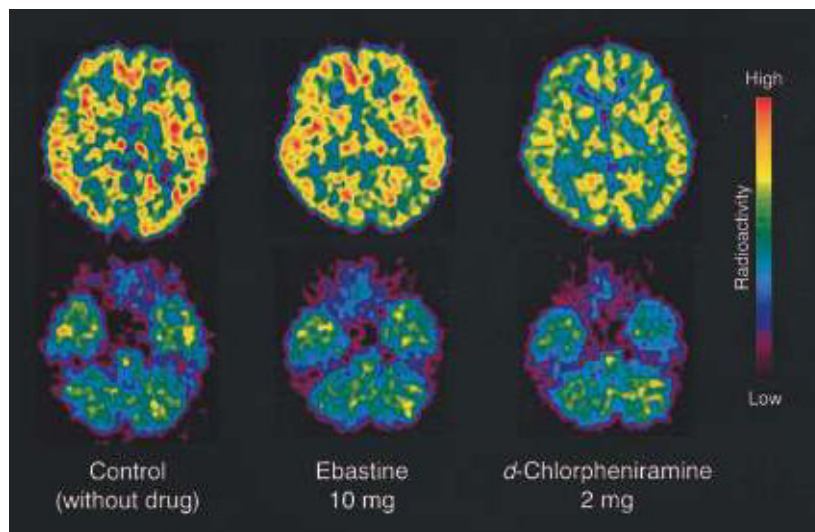 High
Radioactivity
Low
Control
(without drug)
Ebastine
10 mg
d-Chlorpheniramine
2 mg